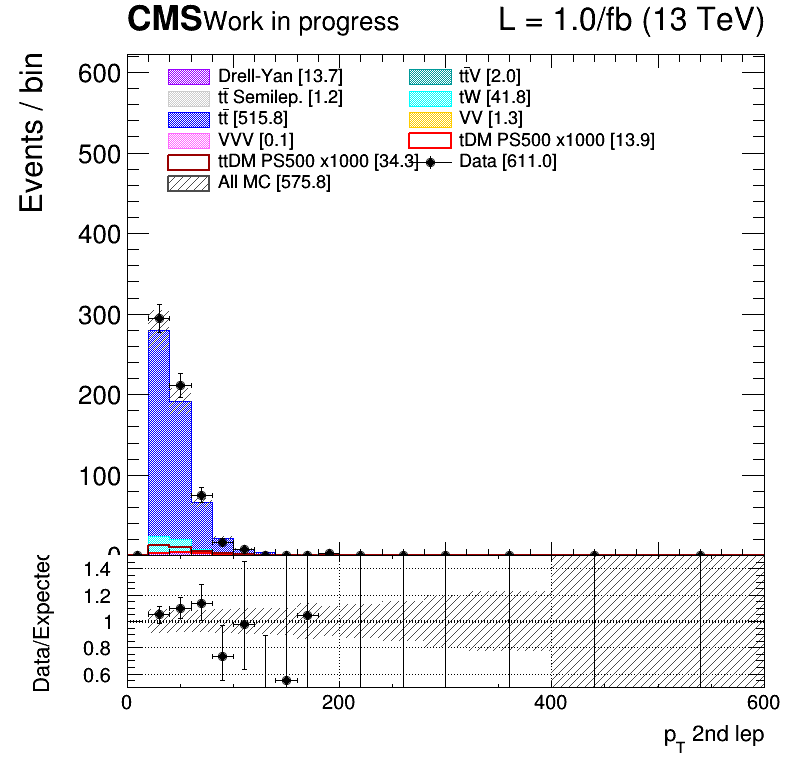 CMS Work in progress L = 1.0/fb (13 TeV)
Events / bin
Drell-Yan [13.7] tt̄V [2.0]
tt̄ Semilep. [1.2] tW [41.8]
tt̄ [515.8] VV [1.3]
VVV [0.1] tDM PS500 x1000 [13.9]
ttDM PS500 x1000 [34.3] Data [611.0]
All MC [575.8]
600
500
400
300
200
100
0
Data/Expected
1.4
1.2
1
0.8
0.6
0 200 400 600
p_T 2nd lep